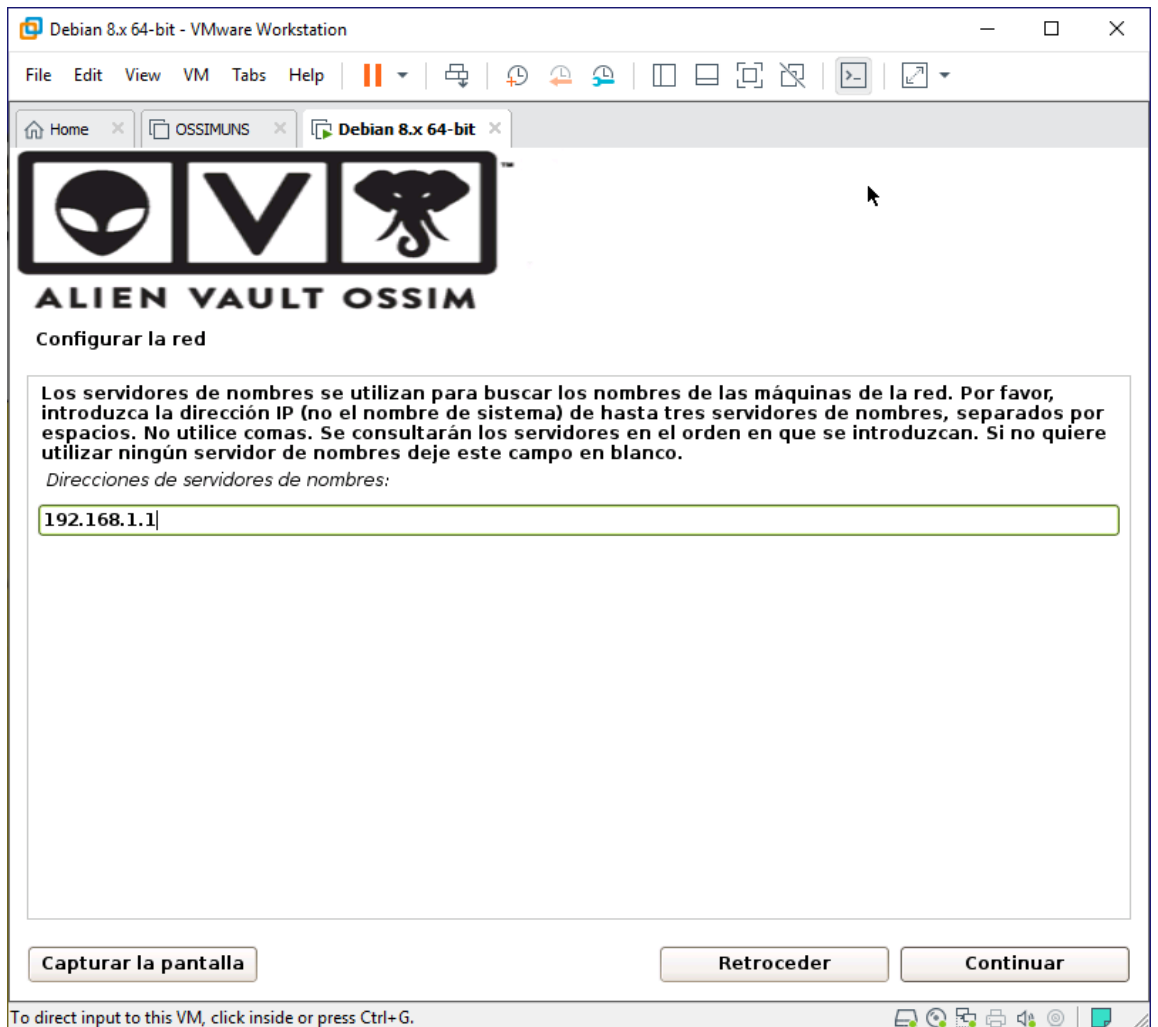 Debian 8.x 64-bit - VMware Workstation
File Edit View VM Tabs Help
Home OSSIMUNS Debian 8.x 64-bit
V ™
ALIEN VAULT OSSIM
Configurar la red
Los servidores de nombres se utilizan para buscar los nombres de las máquinas de la red. Por favor,
introduzca la dirección IP (no el nombre de sistema) de hasta tres servidores de nombres, separados por
espacios. No utilice comas. Se consultarán los servidores en el orden en que se introduzcan. Si no quiere
utilizar ningún servidor de nombres deje este campo en blanco.
Direcciones de servidores de nombres:
192.168.1.1
Capturar la pantalla Retroceder Continuar
To direct input to this VM, click inside or press Ctrl+G.